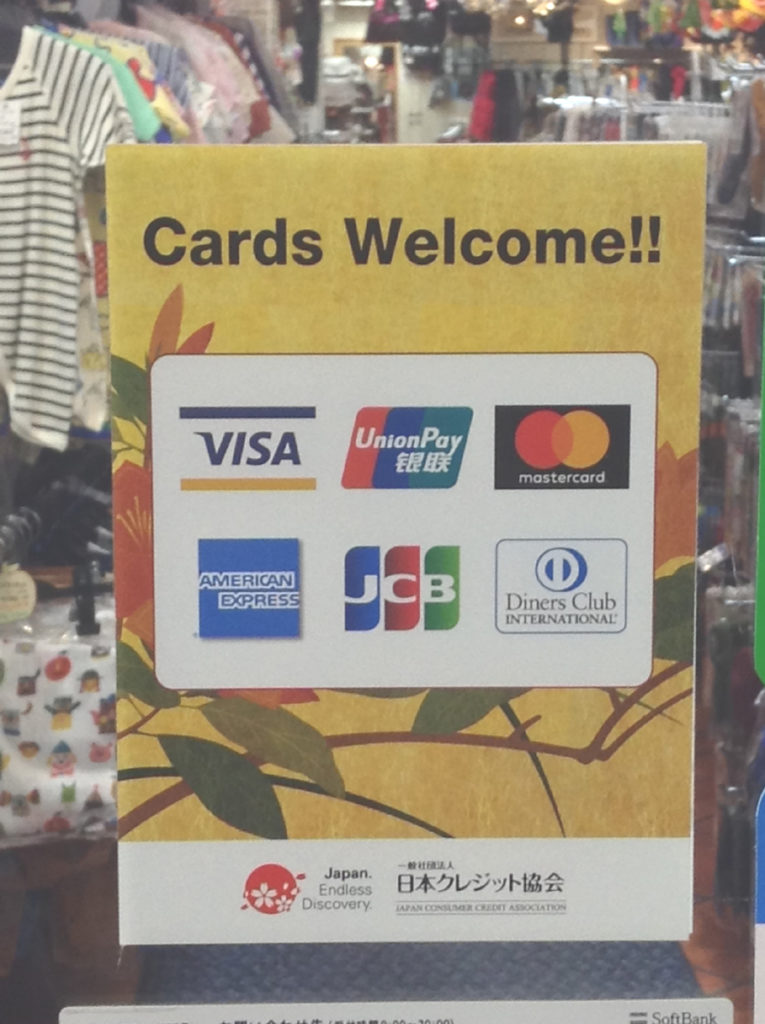 Cards Welcome!!
VISA
UnionPay
银联
mastercard
AMERICAN
EXPRESS
JCB
Diners Club
INTERNATIONAL
Japan.
Endless
Discovery.
一般社団法人
日本クレジット協会
JAPAN CONSUMER CREDIT ASSOCIATION
SoftBank